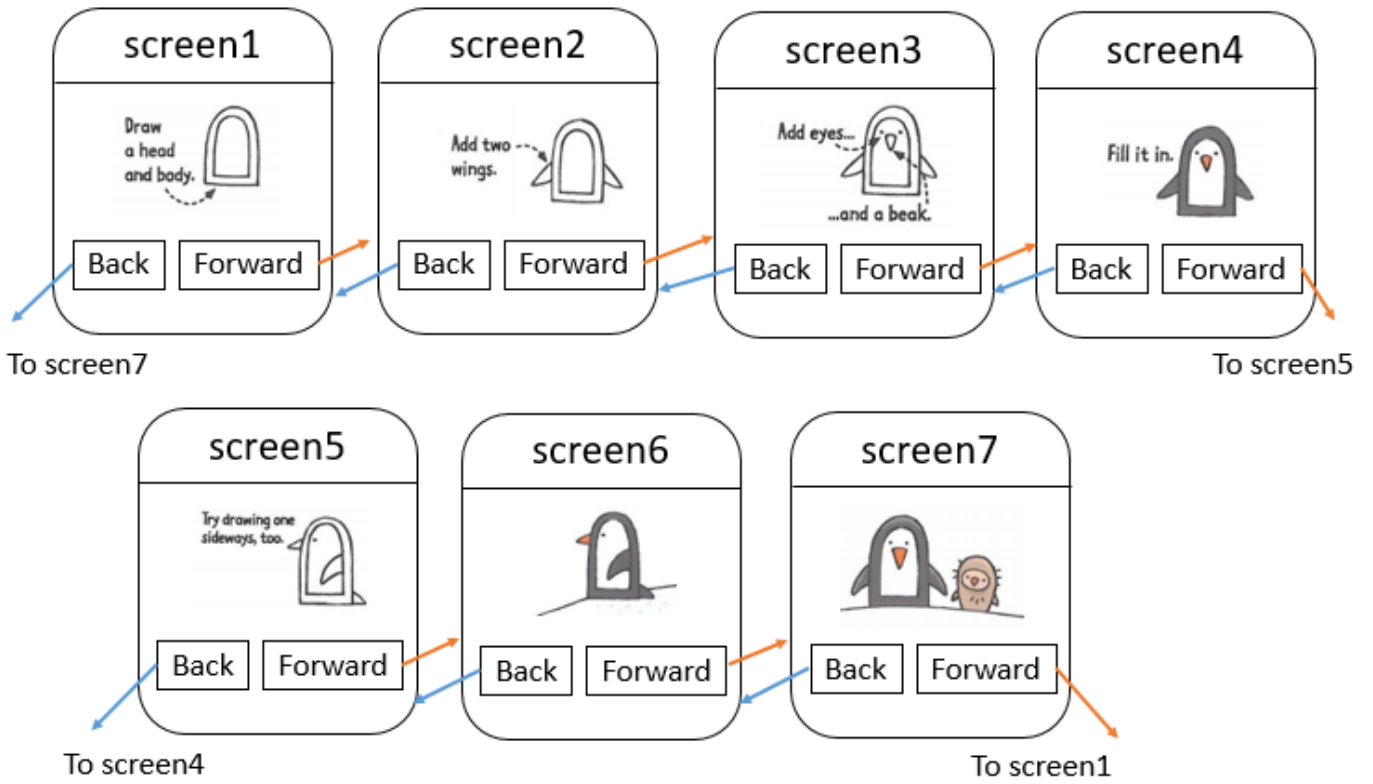 screen1
Draw
a head
and body.
Back
Forward
To screen7
screen2
Add two
wings.
Back
Forward
screen3
Add eyes...
...and a beak.
Back
Forward
screen4
Fill it in.
Back
Forward
To screen5
screen5
Try drawing one
sideways, too.
Back
Forward
To screen4
screen6
Back
Forward
screen7
Back
Forward
To screen1